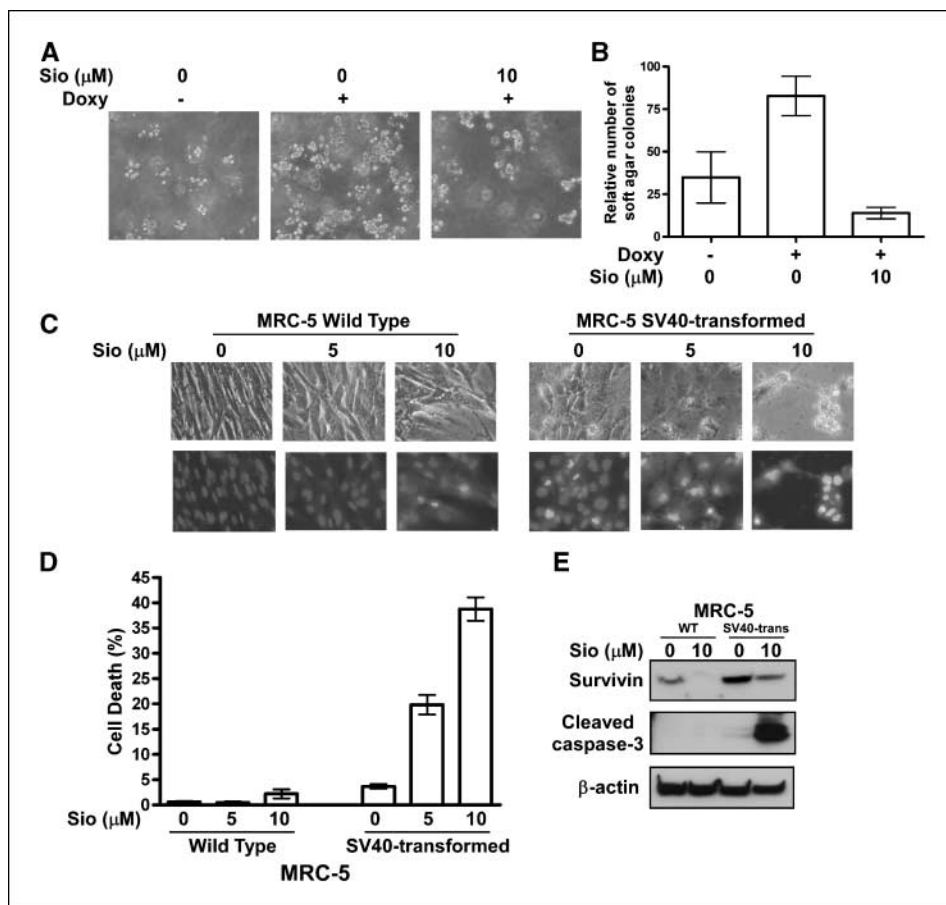 A
Sio (μM) 0 0 10
Doxy - + +
B
Relative number of
soft agar colonies
100
75
50
25
0
Doxy - + +
Sio (μM) 0 0 10
C
MRC-5 Wild Type MRC-5 SV40-transformed
Sio (μM) 0 5 10 0 5 10
D
Cell Death (%)
45
40
35
30
25
20
15
10
5
0
Sio (μM) 0 5 10 0 5 10
Wild Type SV40-transformed
MRC-5
E
MRC-5
WT SV40-trans
Sio (μM) 0 10 0 10
Survivin
Cleaved
caspase-3
β-actin